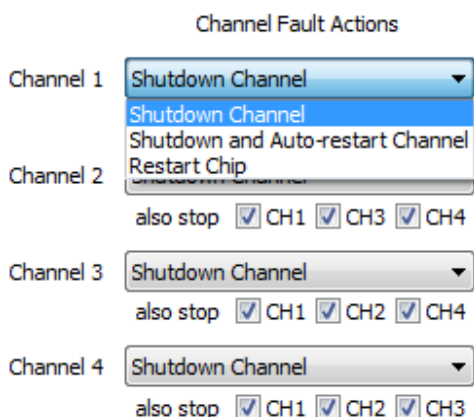 Channel Fault Actions
Channel 1 Shutdown Channel
Shutdown Channel
Shutdown and Auto-restart Channel
Restart Chip
Channel 2
also stop CH1 CH3 CH4
Channel 3 Shutdown Channel
also stop CH1 CH2 CH4
Channel 4 Shutdown Channel
also stop CH1 CH2 CH3